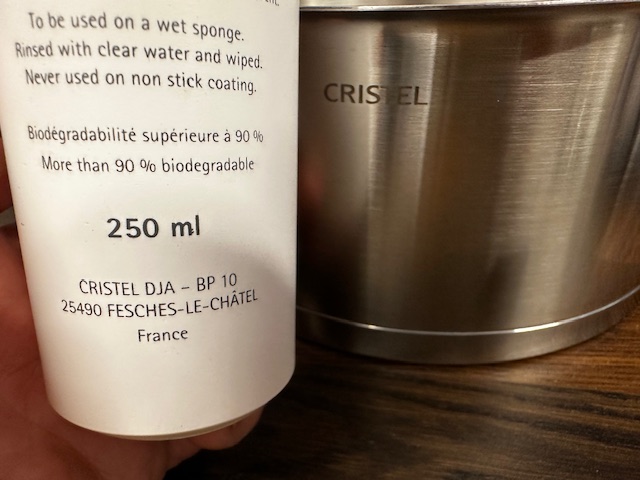 To be used on a wet sponge.
Rinsed with clear water and wiped.
Never used on non stick coating.
Biodégradabilité supérieure à 90 %
More than 90 % biodegradable
250 ml
CRISTEL DJA – BP 10
25490 FESCHES-LE-CHÂTEL
France
CRISTEL